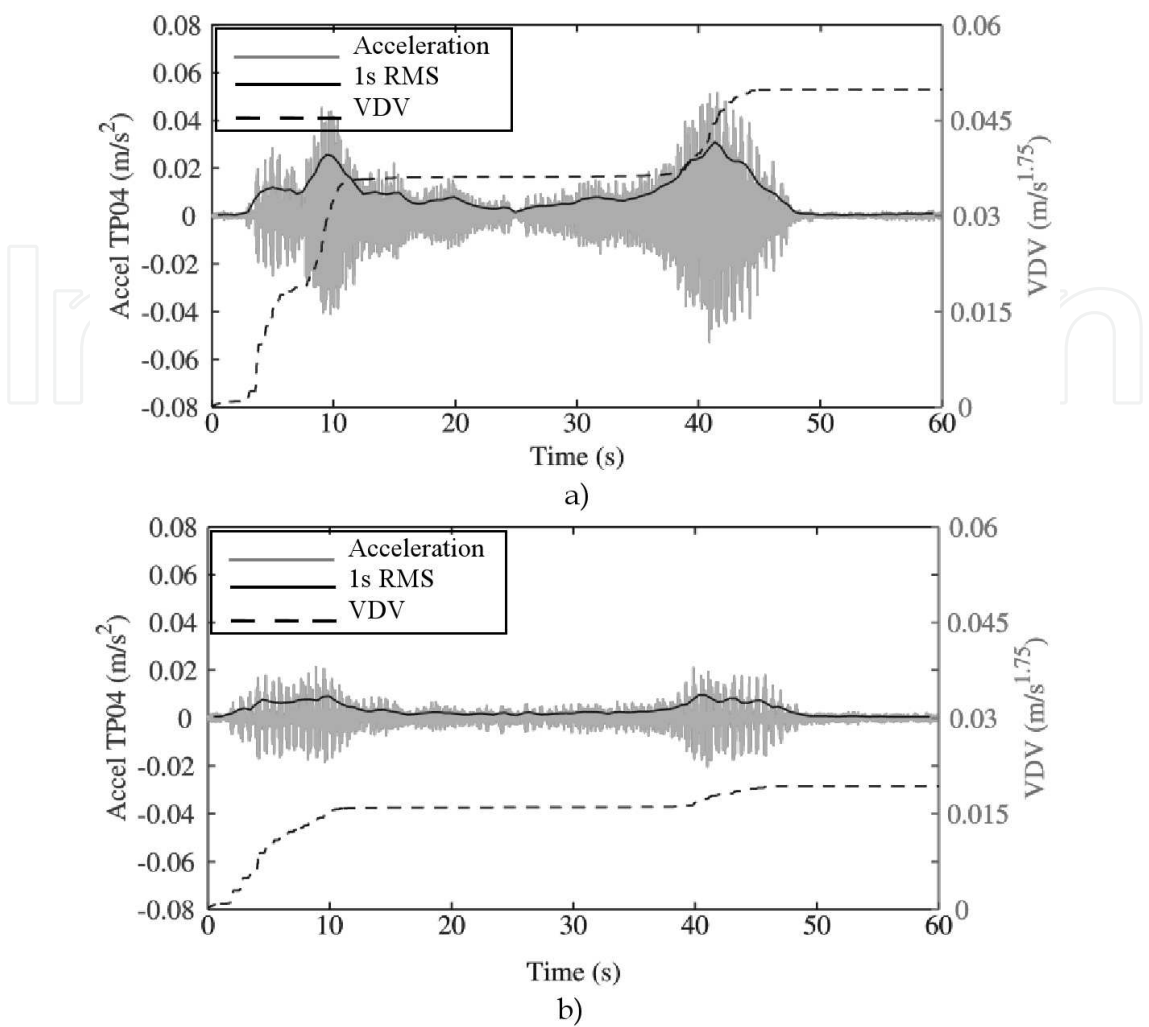 0.08
0.06
0.04
0.02
0
-0.02
-0.04
-0.06
-0.08
Accel TP04 (m/s2)
Acceleration
1s RMS
VDV
0.06
0.045
0.03
0.015
0
VDV (m/s1.75)
0 10 20 30 40 50 60
Time (s)
a)
0.08
0.06
0.04
0.02
0
-0.02
-0.04
-0.06
-0.08
Accel TP04 (m/s2)
Acceleration
1s RMS
VDV
0.06
0.045
0.03
0.015
0
VDV (m/s1.75)
0 10 20 30 40 50 60
Time (s)
b)